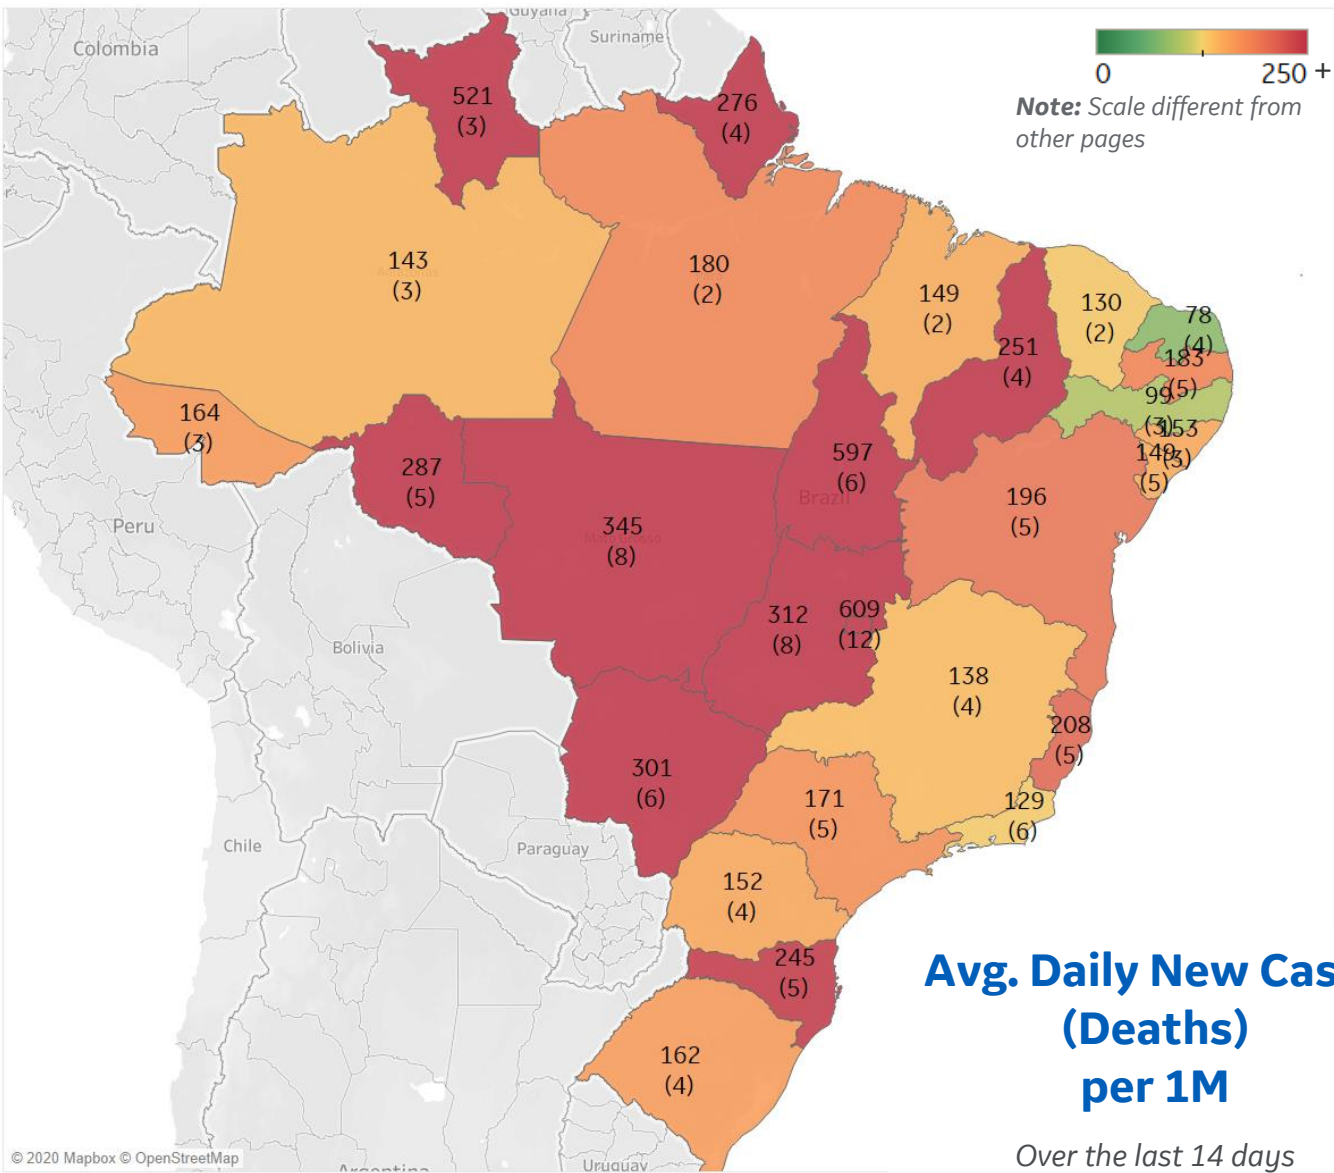 Guyana
Colombia
Suriname
0 250 +
Note: Scale different from
other pages
521
(3)
276
(4)
143
(3)
180
(2)
149
(2)
130
(2)
78
(4)
183
(5)
251
(4)
99
(3)
153
(3)
149
(5)
164
(3)
287
(5)
597
(6)
Brazil
196
(5)
Peru
345
(8)
Mato Grosso
312
(8)
609
(12)
Bolivia
138
(4)
208
(5)
301
(6)
171
(5)
129
(6)
Chile
Paraguay
152
(4)
245
(5)
Avg. Daily New Cas
(Deaths)
per 1M
162
(4)
Over the last 14 days
© 2020 Mapbox © OpenStreetMap
Argentina
Uruguay